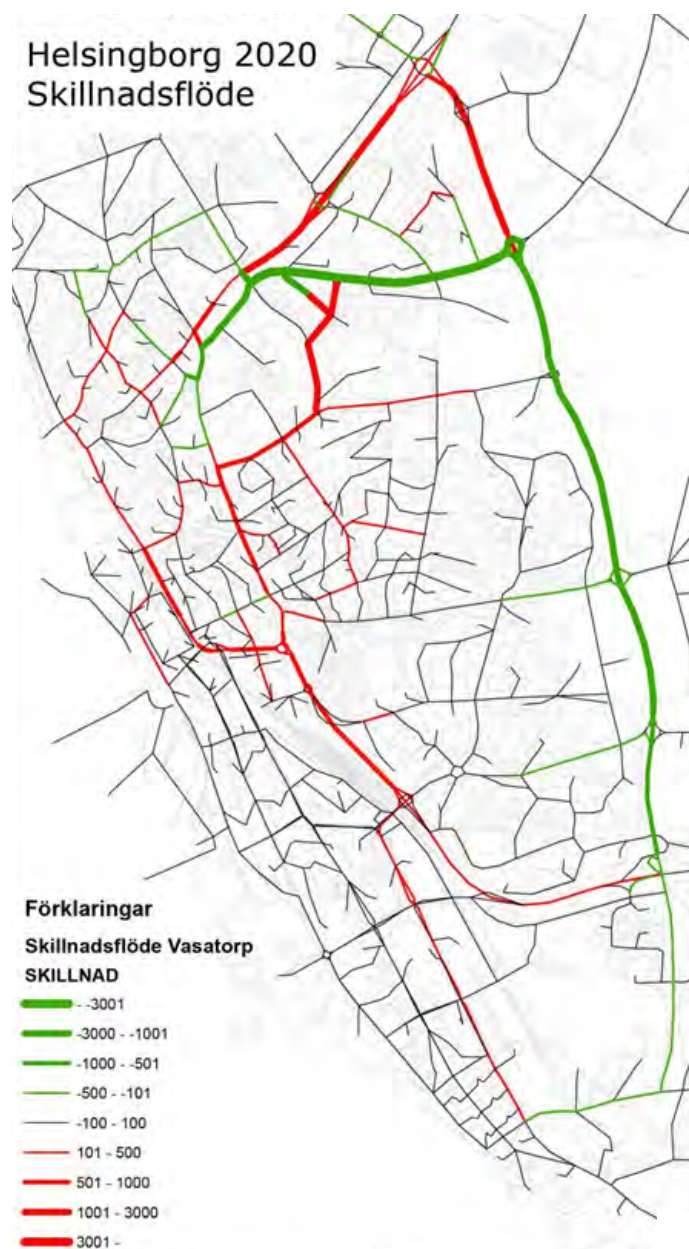 Helsingborg 2020
Skillnadsflöde
Förklaringar
Skillnadsflöde Vasatorp
SKILLNAD
- -3001
-3000 - -1001
-1000 - -501
-500 - -101
-100 - 100
101 - 500
501 - 1000
1001 - 3000
3001 -